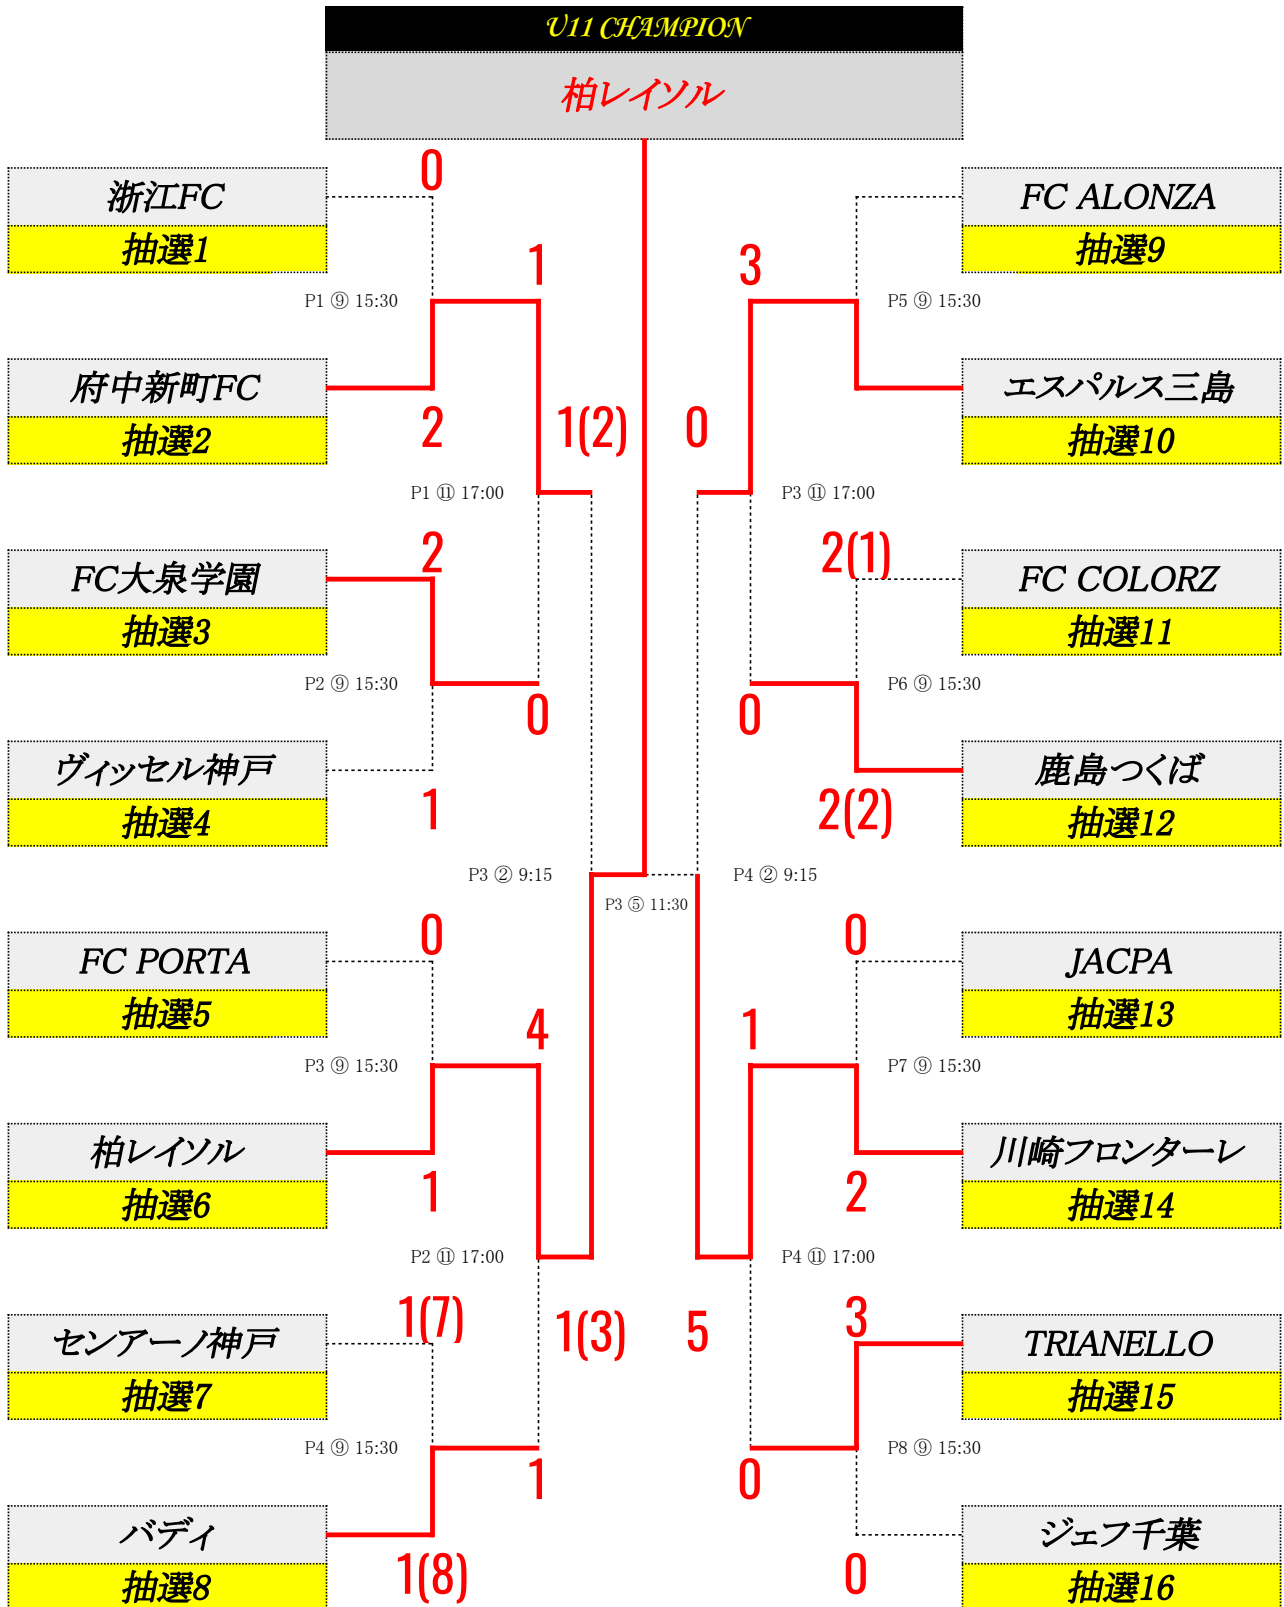 U11 CHAMPION
柏レイソル
浙江FC
抽選1
0
P1 ⑨ 15:30
府中新町FC
抽選2
2
1
P1 ⑪ 17:00
1(2)
FC大泉学園
抽選3
2
P2 ⑨ 15:30
0
ヴィッセル神戸
抽選4
1
P3 ② 9:15
FC PORTA
抽選5
0
P3 ⑨ 15:30
4
柏レイソル
抽選6
1
P2 ⑪ 17:00
1(3)
センアーノ神戸
抽選7
1(7)
P4 ⑨ 15:30
1
バディ
抽選8
1(8)
P3 ⑤ 11:30
FC ALONZA
抽選9
3
P5 ⑨ 15:30
エスパルス三島
抽選10
0
P3 ⑪ 17:00
FC COLORZ
抽選11
2(1)
P6 ⑨ 15:30
0
鹿島つくば
抽選12
2(2)
P4 ② 9:15
JACPA
抽選13
0
P7 ⑨ 15:30
1
川崎フロンターレ
抽選14
2
P4 ⑪ 17:00
5
TRIANELLO
抽選15
3
P8 ⑨ 15:30
0
ジェフ千葉
抽選16
0